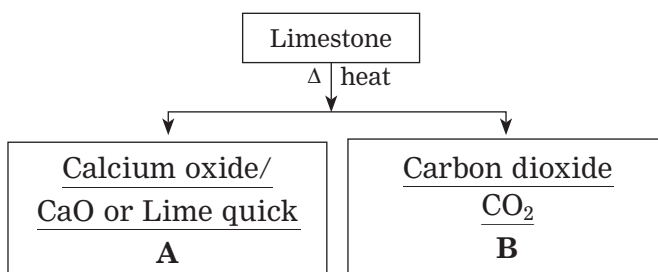 Limestone
Δ heat
Calcium oxide/
CaO or Lime quick
A
Carbon dioxide
CO₂
B